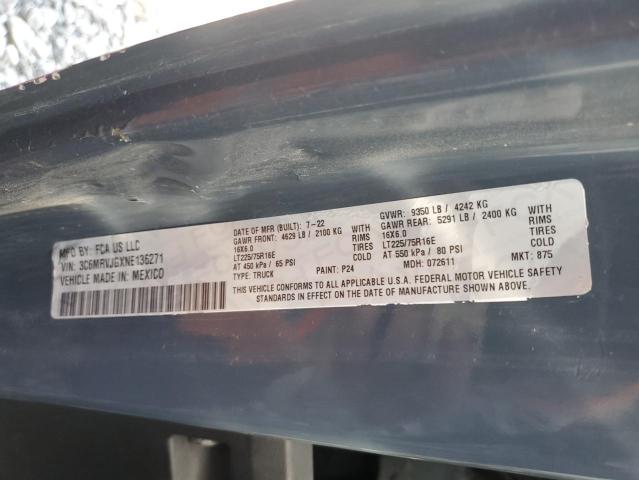 MFD BY: FCA US LLC
VIN: 3C6MRVJGXNE136271
VEHICLE MADE IN: MEXICO
DATE OF MFR (BUILT): 7-22
GAWR FRONT: 4629 LB / 2100 KG
16X6.0 WITH RIMS
LT225/75R16E TIRES
AT 450 kPa / 65 PSI COLD
TYPE: TRUCK PAINT: P24
GVWR: 9350 LB / 4242 KG
GAWR REAR: 5291 LB / 2400 KG
16X6.0 WITH RIMS
LT225/75R16E TIRES
AT 550 kPa / 80 PSI COLD
MDH: 072611 MKT: 875
THIS VEHICLE CONFORMS TO ALL APPLICABLE U.S.A. FEDERAL MOTOR VEHICLE SAFETY
STANDARDS IN EFFECT ON THE DATE OF MANUFACTURE SHOWN ABOVE.